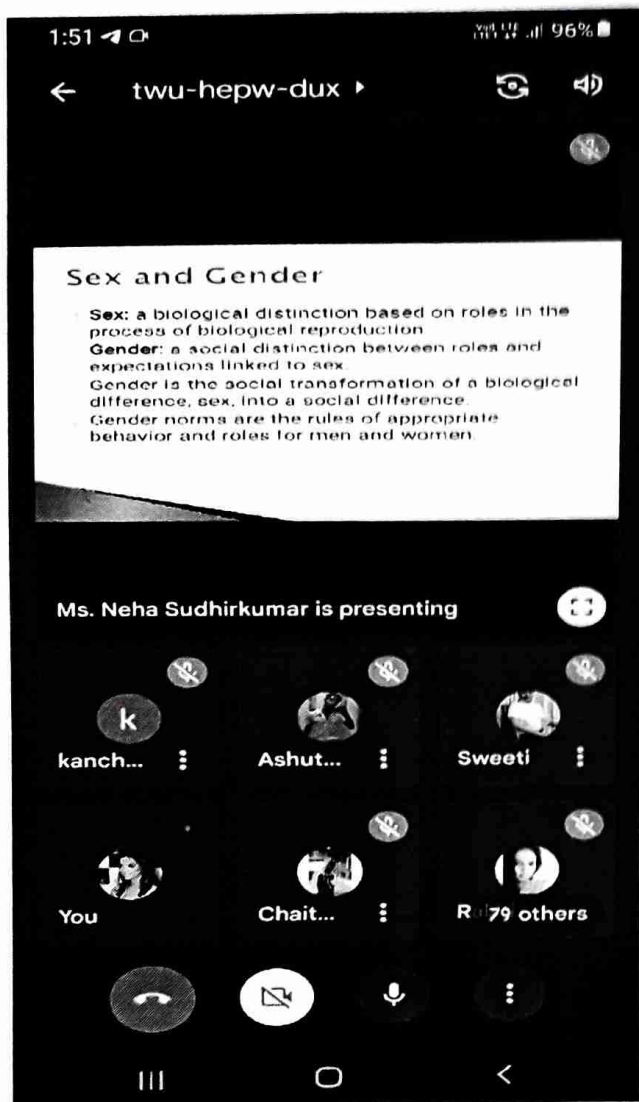 1:51
96%
twu-hepw-dux
Sex and Gender
Sex: a biological distinction based on roles in the
process of biological reproduction
Gender: a social distinction between roles and
expectations linked to sex.
Gender is the social transformation of a biological
difference, sex, into a social difference.
Gender norms are the rules of appropriate
behavior and roles for men and women.
Ms. Neha Sudhirkumar is presenting
k
kanch...
Ashut...
Sweeti
You
Chait...
R 79 others